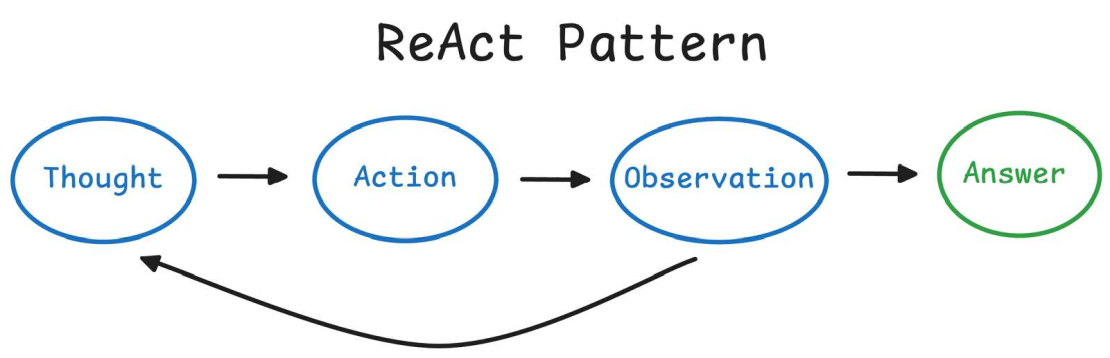 ReAct Pattern
Thought
Action
Observation
Answer